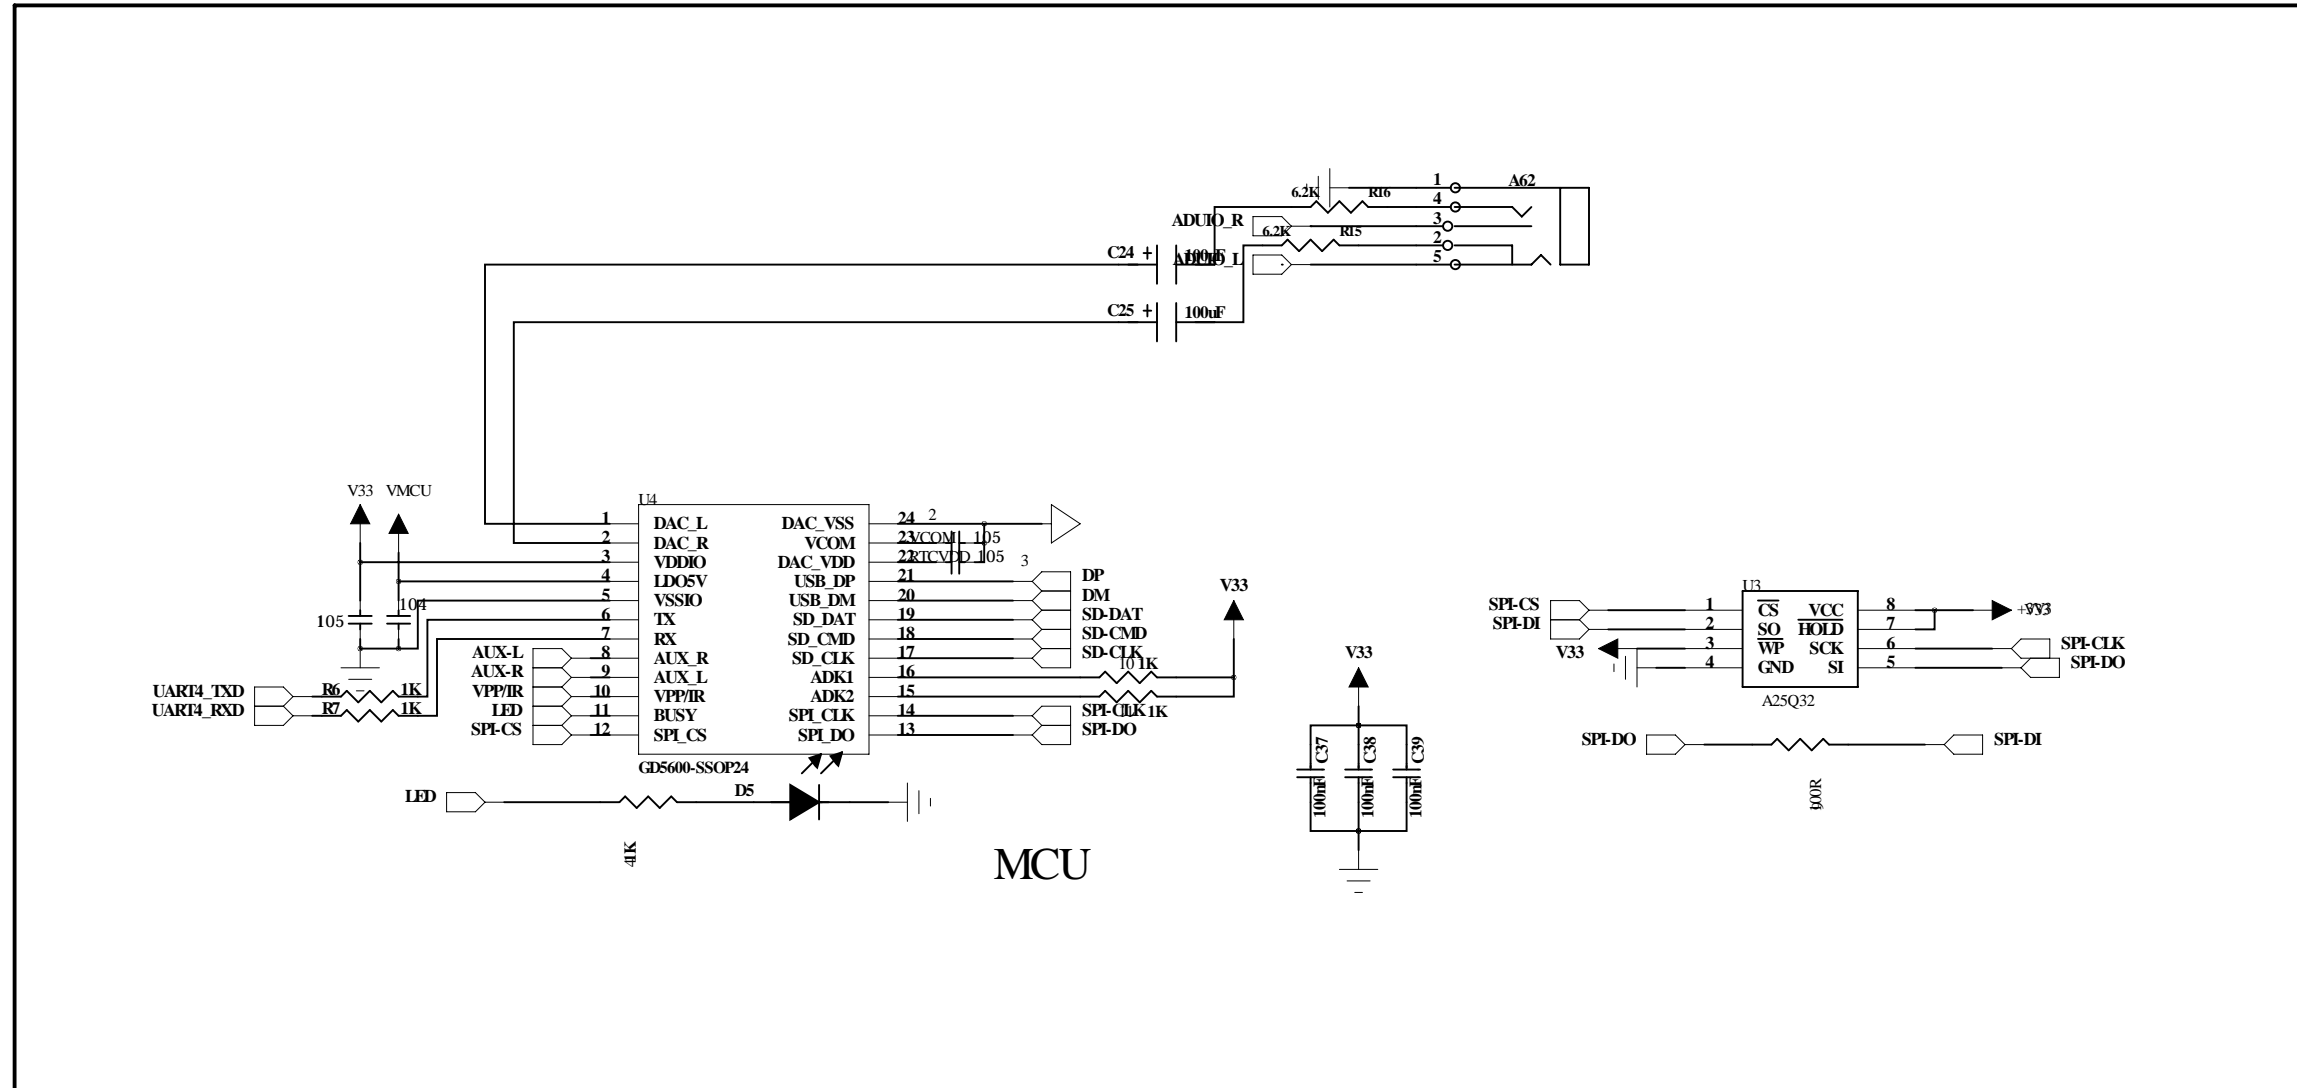 1 A62
6.2K R16 4
ADUIO_R 3
6.2K R15 2
C24 + 100uF ADUIO_L 5
C25 + 100uF
V33 VMCU
U4
1 DAC_L DAC_VSS 24 2
2 DAC_R VCOM 23 VCOM 105
3 VDDIO DAC_VDD 22 RTCVDD 105 3
4 LDO5V USB_DP 21 DP
5 VSSIO USB_DM 20 DM
104
105 6 TX SD_DAT 19 SD-DAT
7 RX SD_CMD 18 SD-CMD
AUX-L 8 AUX_R SD_CLK 17 SD-CLK
AUX-R 9 AUX_L ADK1 16 10 1K
VPP/IR 10 VPP/IR ADK2 15
LED 11 BUSY SPI_CLK 14 SPI-CLK 1K
SPI-CS 12 SPI_CS SPI_DO 13 SPI-DO
UART4_TXD R6 1K
UART4_RXD R7 1K
GD5600-SSOP24
V33
LED D5
MCU
V33
C37 C38 C39
100nF 100nF 100nF
U3
SPI-CS 1 CS VCC 8
SPI-DI 2 SO HOLD 7
V33 3 WP SCK 6 SPI-CLK
4 GND SI 5 SPI-DO
A25Q32
SPI-DO SPI-DI